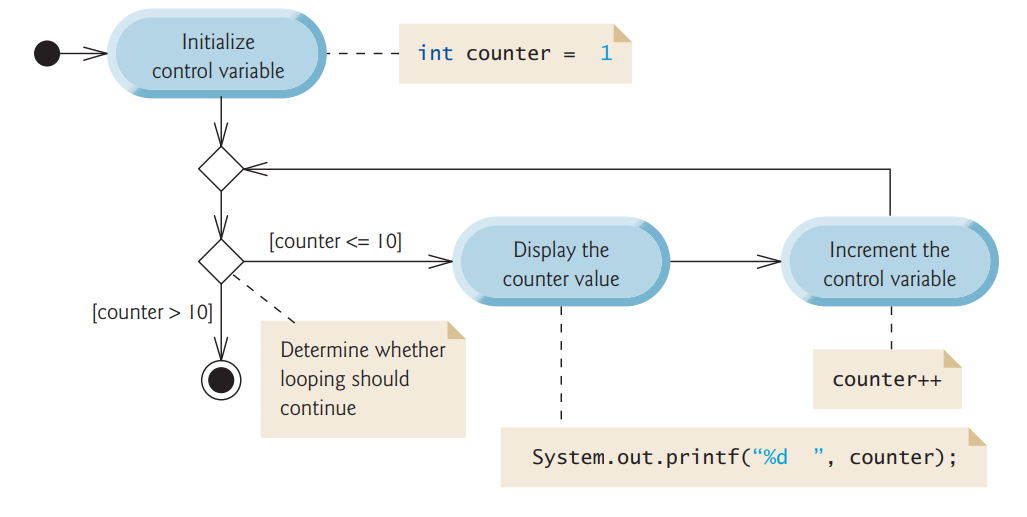 Initialize
control variable
int counter = 1
[counter <= 10]
Display the
counter value
Increment the
control variable
[counter > 10]
Determine whether
looping should
continue
counter++
System.out.printf(“%d  ”, counter);